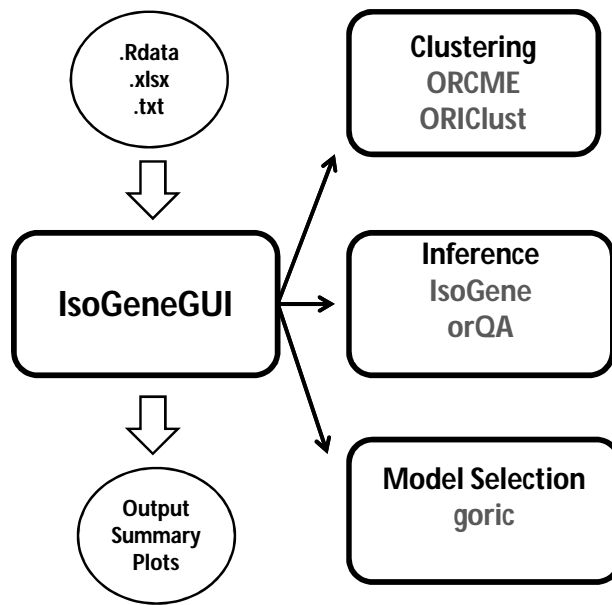 .Rdata
.xlsx
.txt
IsoGeneGUI
Output
Summary
Plots
Clustering
ORCME
ORIClust
Inference
IsoGene
orQA
Model Selection
goric